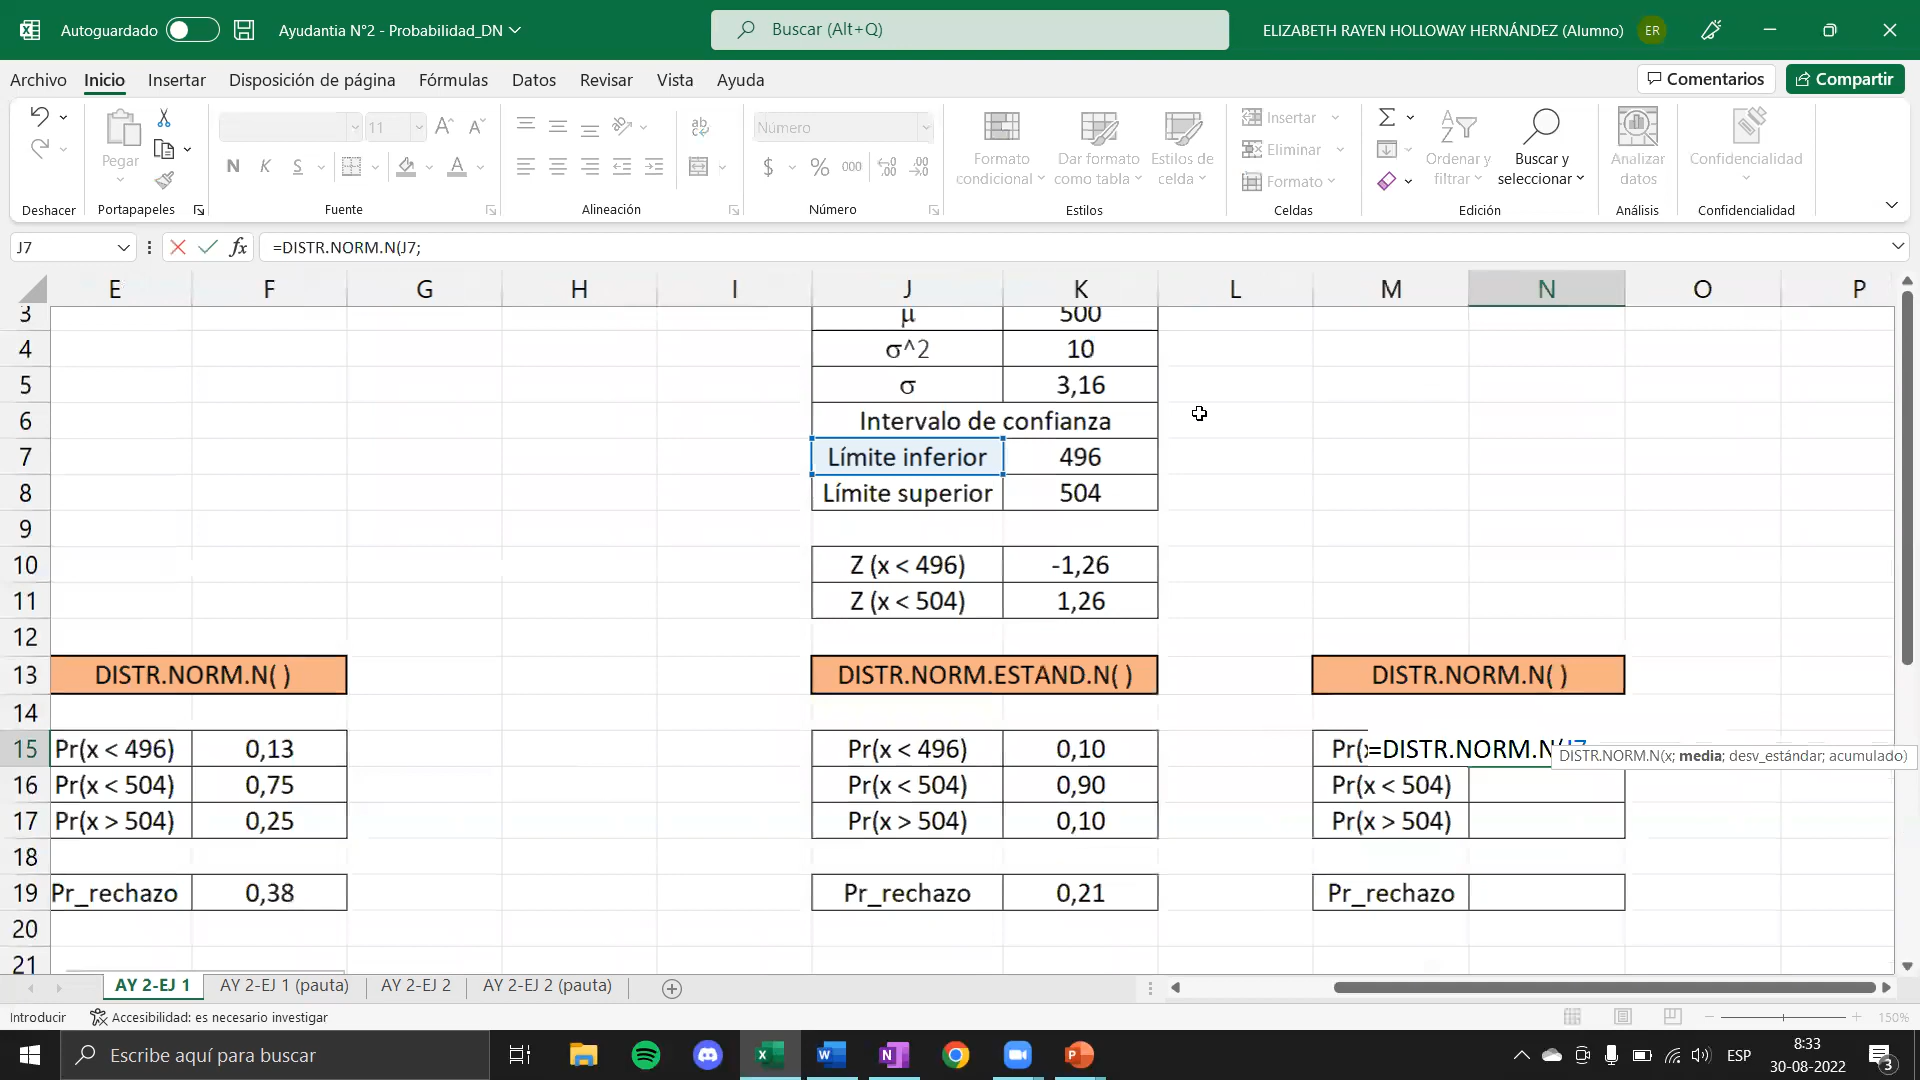 Autoguardado
Ayudantia N°2 - Probabilidad_DN
Buscar (Alt+Q)
ELIZABETH RAYEN HOLLOWAY HERNÁNDEZ (Alumno)
ER
Archivo Inicio Insertar Disposición de página Fórmulas Datos Revisar Vista Ayuda
Comentarios
Compartir
Pegar
11
N K S
Número
$ % 000
Formato
condicional
Dar formato
como tabla
Estilos de
celda
Insertar
Eliminar
Formato
Ordenar y
filtrar
Buscar y
seleccionar
Analizar
datos
Confidencialidad
Deshacer Portapapeles Fuente Alineación Número Estilos Celdas Edición Análisis Confidencialidad
J7 fx =DISTR.NORM.N(J7;
E F G H I J K L M N O P
3 μ 500
4 σ^2 10
5 σ 3,16
6 Intervalo de confianza
7 Límite inferior 496
8 Límite superior 504
9
10 Z (x < 496) -1,26
11 Z (x < 504) 1,26
12
13 DISTR.NORM.N( ) DISTR.NORM.ESTAND.N( ) DISTR.NORM.N( )
14
15 Pr(x < 496) 0,13 Pr(x < 496) 0,10 Pr(x =DISTR.NORM.N(J7
DISTR.NORM.N(x; media; desv_estándar; acumulado)
16 Pr(x < 504) 0,75 Pr(x < 504) 0,90 Pr(x < 504)
17 Pr(x > 504) 0,25 Pr(x > 504) 0,10 Pr(x > 504)
18
19 Pr_rechazo 0,38 Pr_rechazo 0,21 Pr_rechazo
20
21
AY 2-EJ 1 AY 2-EJ 1 (pauta) AY 2-EJ 2 AY 2-EJ 2 (pauta)
Introducir Accesibilidad: es necesario investigar
150%
Escribe aquí para buscar
ESP
8:33
30-08-2022
3